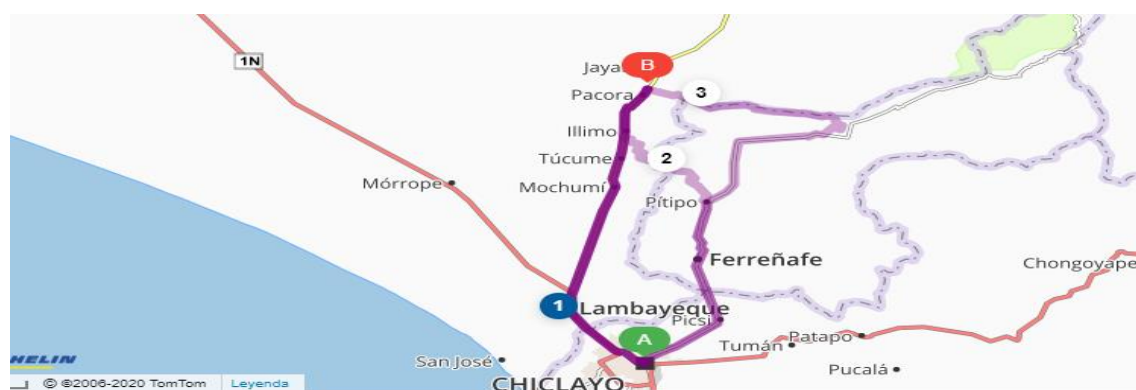 1N
Jaya
B
Pacora
3
Illimo
Túcume
2
Mochumí
Mórrope
Pítipo
Ferreñafe
Chongoyape
1
Lambayeque
Picsi
A
Tumán
Patapo
San José
Pucalá
CHICLAYO
HELIN
© ©2006-2020 TomTom
Leyenda